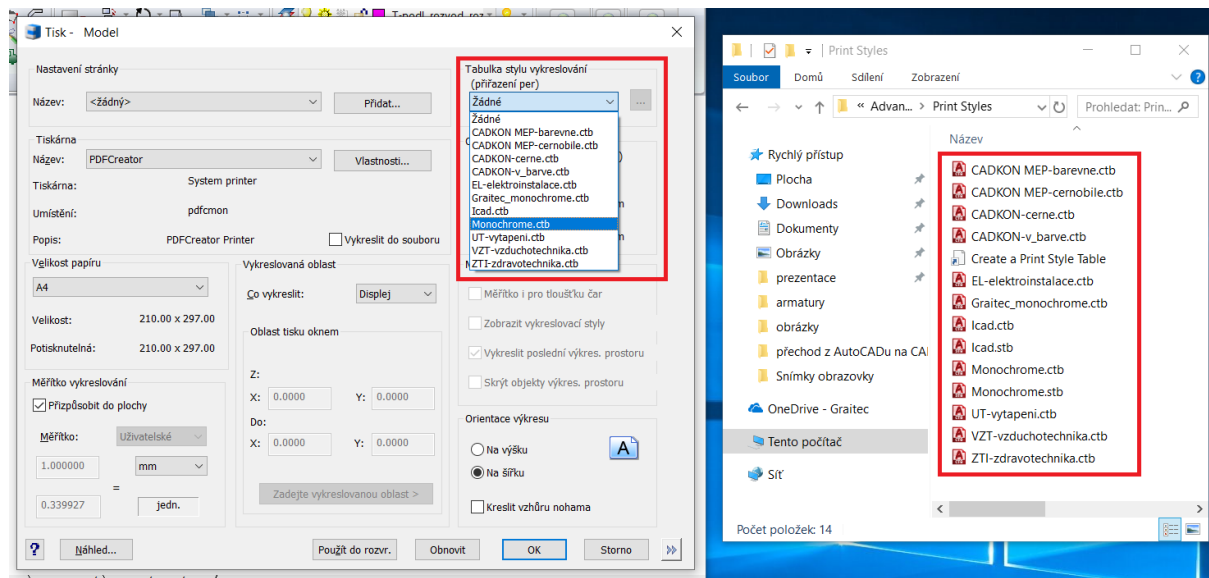 Tisk - Model
Nastavení stránky
Název: <žádný> Přidat...
Tiskárna
Název: PDFCreator Vlastnosti...
Tiskárna: System printer
Umístění: pdfcmon
Popis: PDFCreator Printer Vykreslit do souboru
Velikost papíru
A4
Velikost: 210.00 x 297.00
Potisknutelná: 210.00 x 297.00
Měřítko vykreslování
Přizpůsobit do plochy
Měřítko: Uživatelské
1.000000 mm
=
0.339927 jedn.
Vykreslovaná oblast
Co vykreslit: Displej
Oblast tisku oknem
Z:
X: 0.0000 Y: 0.0000
Do:
X: 0.0000 Y: 0.0000
Zadejte vykreslovanou oblast >
Tabulka stylu vykreslování
(přiřazení per)
Žádné ...
Žádné
CADKON MEP-barevne.ctb
CADKON MEP-cernobile.ctb
CADKON-cerne.ctb
CADKON-v_barve.ctb
EL-elektroinstalace.ctb
Graitec_monochrome.ctb
Icad.ctb
Monochrome.ctb
UT-vytapeni.ctb
VZT-vzduchotechnika.ctb
ZTI-zdravotechnika.ctb
Měřítko i pro tloušťku čar
Zobrazit vykreslovací styly
Vykreslit poslední výkres. prostoru
Skrýt objekty výkres. prostoru
Orientace výkresu
Na výšku
A
Na šířku
Kreslit vzhůru nohama
? Náhled... Použít do rozvr. Obnovit OK Storno
Print Styles
Soubor Domů Sdílení Zobrazení ?
« Advan... > Print Styles Prohledat: Prin...
Rychlý přístup
Plocha
Downloads
Dokumenty
Obrázky
prezentace
armatury
obrázky
přechod z AutoCADu na CAI
Snímky obrazovky
OneDrive - Graitec
Tento počítač
Síť
Název
CADKON MEP-barevne.ctb
CADKON MEP-cernobile.ctb
CADKON-cerne.ctb
CADKON-v_barve.ctb
Create a Print Style Table
EL-elektroinstalace.ctb
Graitec_monochrome.ctb
Icad.ctb
Icad.stb
Monochrome.ctb
Monochrome.stb
UT-vytapeni.ctb
VZT-vzduchotechnika.ctb
ZTI-zdravotechnika.ctb
Počet položek: 14